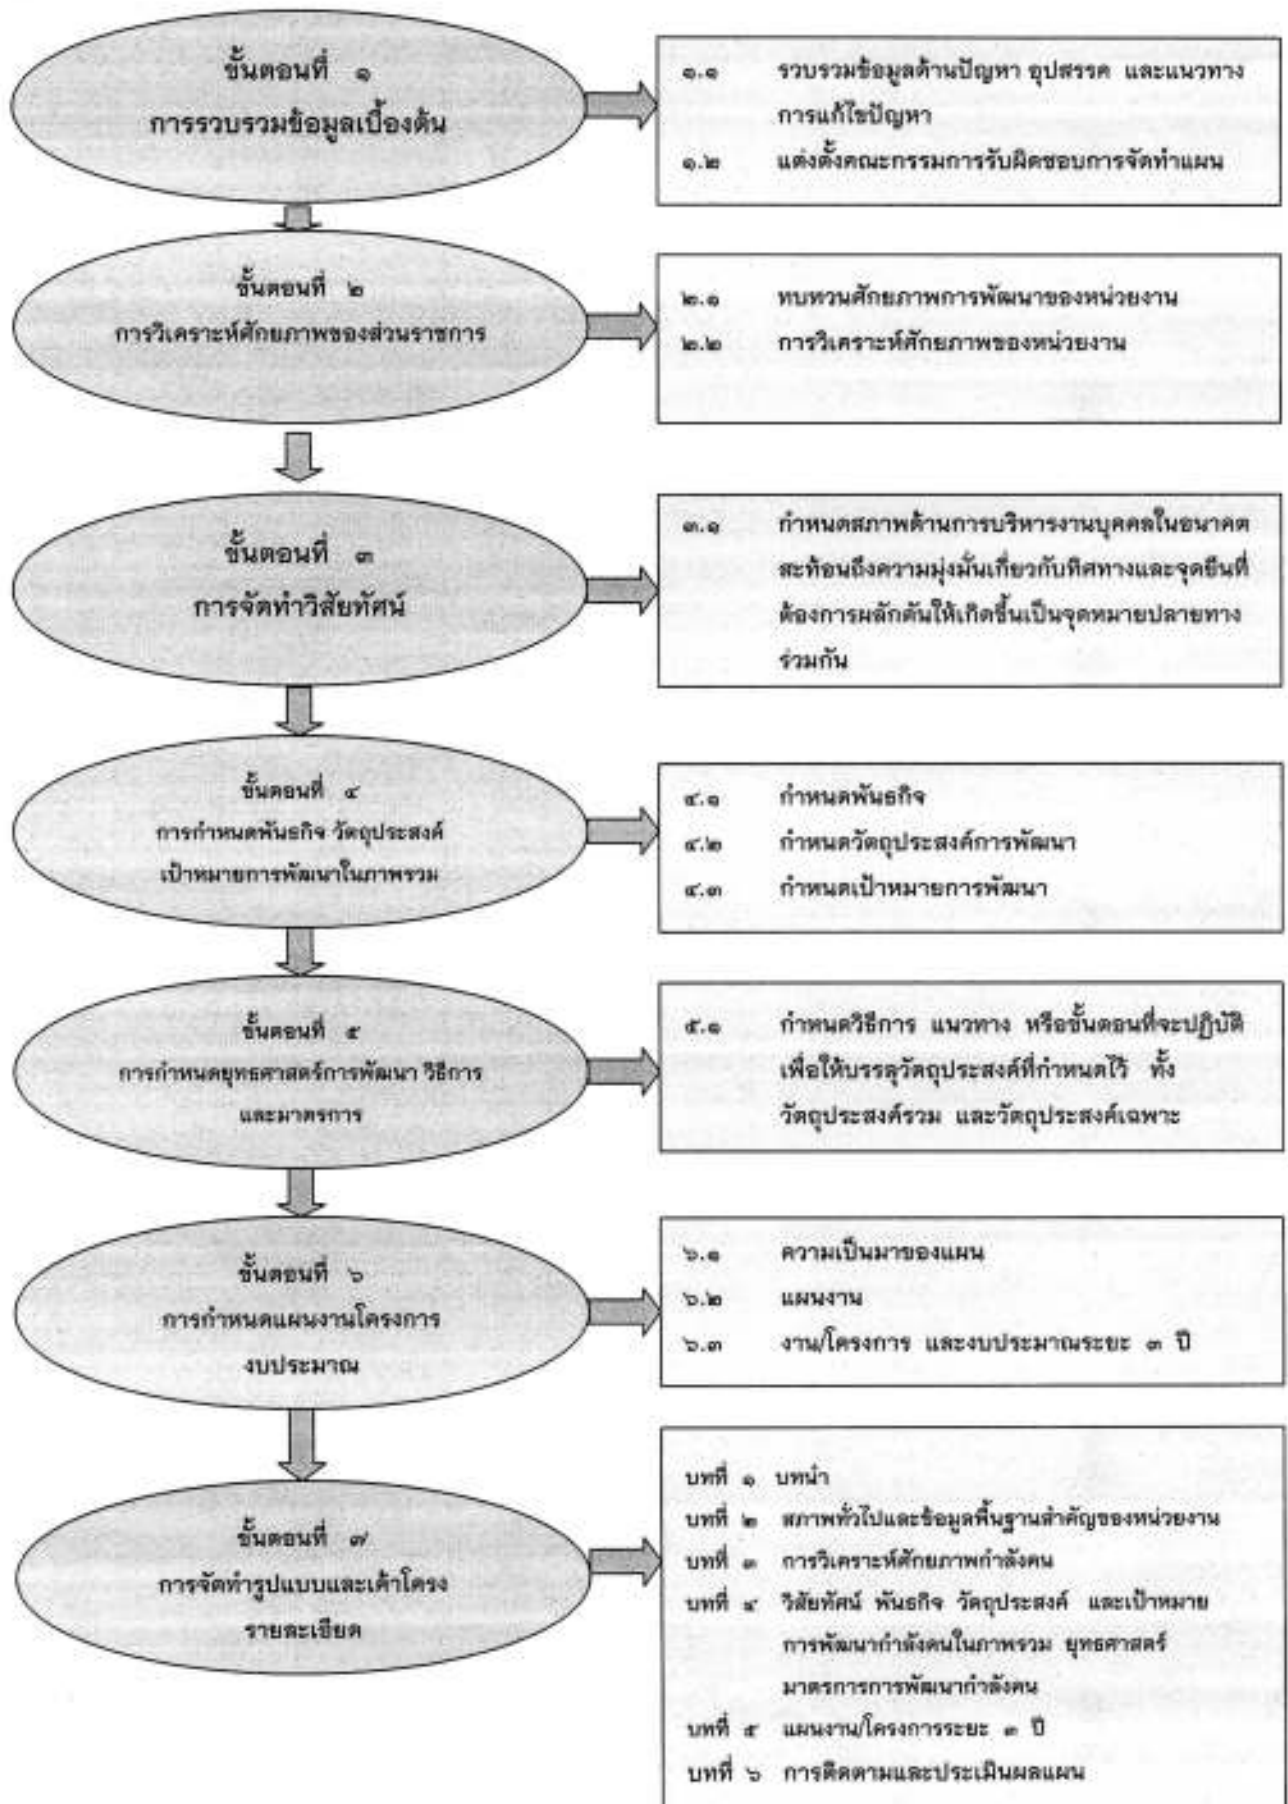 ขั้นตอนที่ ๑
การรวบรวมข้อมูลเบื้องต้น
๑.๑ รวบรวมข้อมูลด้านปัญหา อุปสรรค และแนวทาง
การแก้ไขปัญหา
๑.๒ แต่งตั้งคณะกรรมการรับผิดชอบการจัดทำแผน
ขั้นตอนที่ ๒
การวิเคราะห์ศักยภาพของส่วนราชการ
๒.๑ ทบทวนศักยภาพการพัฒนาของหน่วยงาน
๒.๒ การวิเคราะห์ศักยภาพของหน่วยงาน
ขั้นตอนที่ ๓
การจัดทำวิสัยทัศน์
๓.๑ กำหนดสภาพด้านการบริหารงานบุคคลในอนาคต
สะท้อนถึงความมุ่งมั่นเกี่ยวกับทิศทางและจุดยืนที่
ต้องการผลักดันให้เกิดขึ้นเป็นจุดหมายปลายทาง
ร่วมกัน
ขั้นตอนที่ ๔
การกำหนดพันธกิจ วัตถุประสงค์
เป้าหมายการพัฒนาในภาพรวม
๔.๑ กำหนดพันธกิจ
๔.๒ กำหนดวัตถุประสงค์การพัฒนา
๔.๓ กำหนดเป้าหมายการพัฒนา
ขั้นตอนที่ ๕
การกำหนดยุทธศาสตร์การพัฒนา วิธีการ
และมาตรการ
๕.๑ กำหนดวิธีการ แนวทาง หรือขั้นตอนที่จะปฏิบัติ
เพื่อให้บรรลุวัตถุประสงค์ที่กำหนดไว้ ทั้ง
วัตถุประสงค์รวม และวัตถุประสงค์เฉพาะ
ขั้นตอนที่ ๖
การกำหนดแผนงานโครงการ
งบประมาณ
๖.๑ ความเป็นมาของแผน
๖.๒ แผนงาน
๖.๓ งาน/โครงการ และงบประมาณระยะ ๓ ปี
ขั้นตอนที่ ๗
การจัดทำรูปแบบและเค้าโครง
รายละเอียด
บทที่ ๑ บทนำ
บทที่ ๒ สภาพทั่วไปและข้อมูลพื้นฐานสำคัญของหน่วยงาน
บทที่ ๓ การวิเคราะห์ศักยภาพกำลังคน
บทที่ ๔ วิสัยทัศน์ พันธกิจ วัตถุประสงค์ และเป้าหมาย
การพัฒนากำลังคนในภาพรวม ยุทธศาสตร์
มาตรการการพัฒนากำลังคน
บทที่ ๕ แผนงาน/โครงการระยะ ๓ ปี
บทที่ ๖ การติดตามและประเมินผลแผน